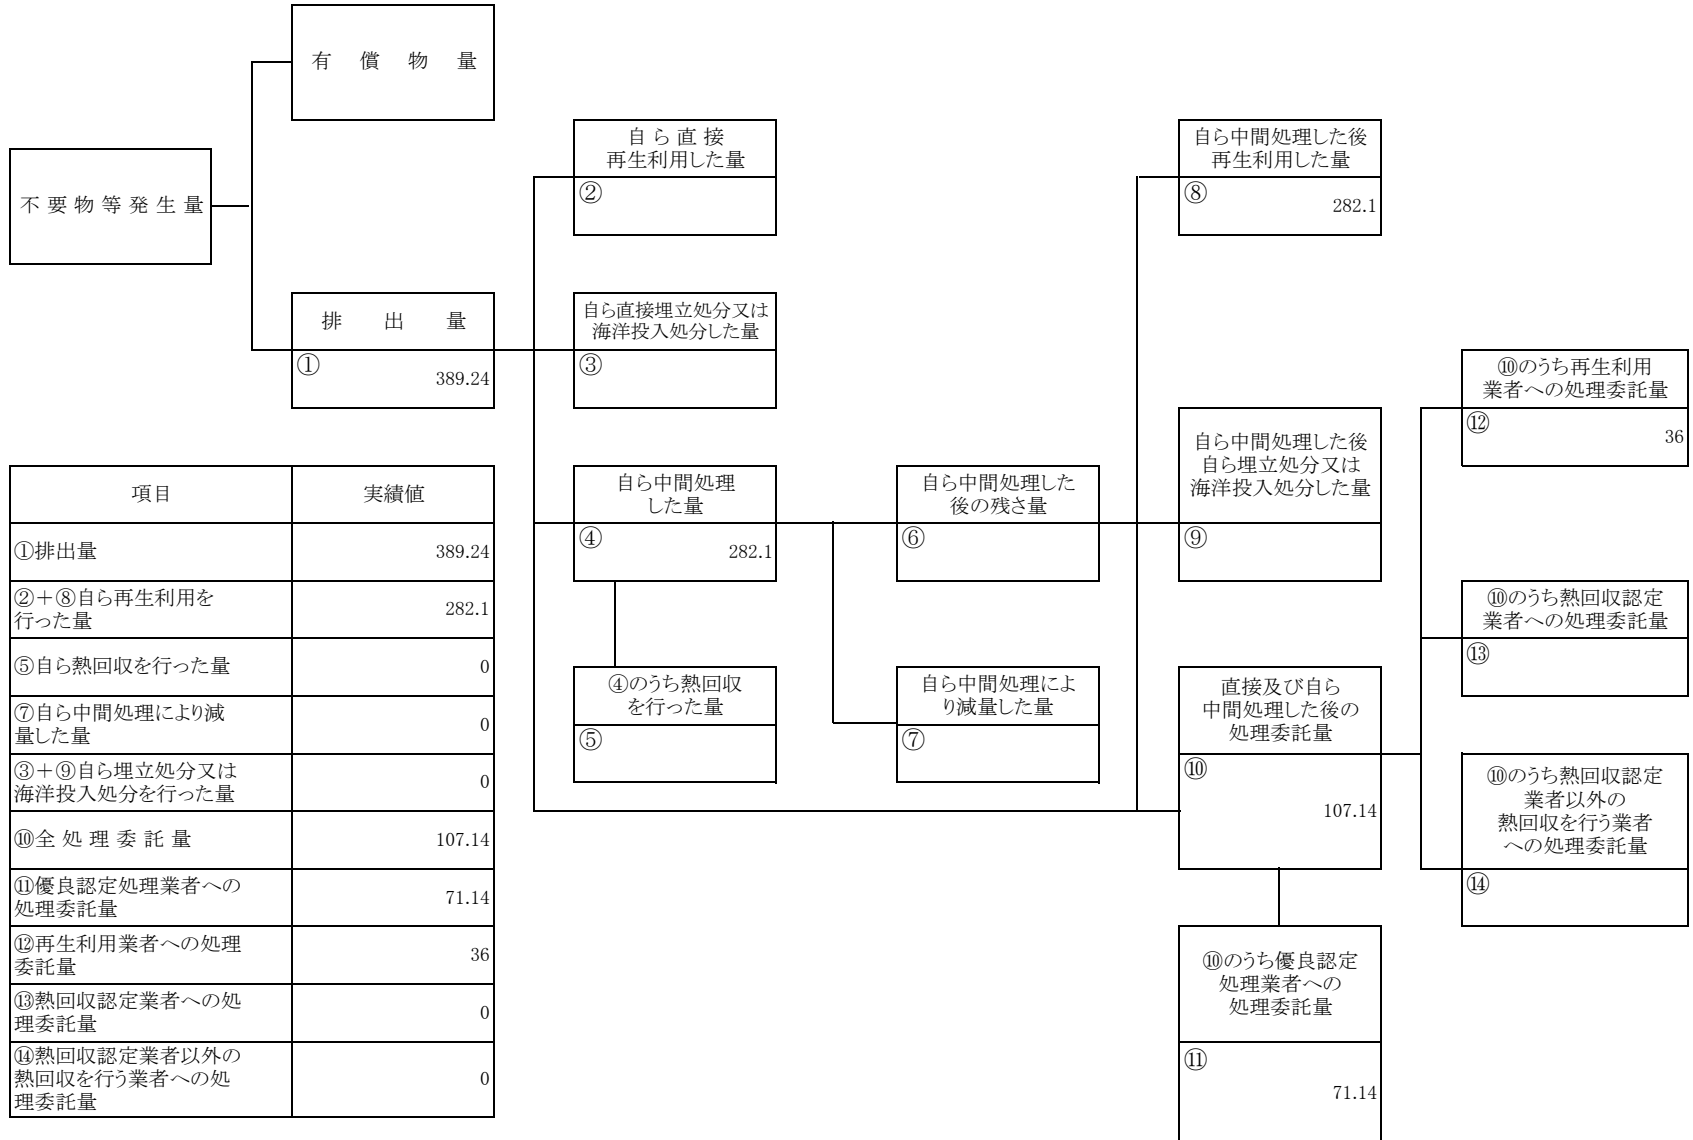 有 償 物 量
不 要 物 等 発 生 量
排 出 量
①
389.24
自 ら 直 接
再生利用した量
②
自ら直接埋立処分又は
海洋投入処分した量
③
自ら中間処理
した量
④
282.1
④のうち熱回収
を行った量
⑤
自ら中間処理した
後の残さ量
⑥
自ら中間処理によ
り減量した量
⑦
自ら中間処理した後
再生利用した量
⑧
282.1
自ら中間処理した後
自ら埋立処分又は
海洋投入処分した量
⑨
直接及び自ら
中間処理した後の
処理委託量
⑩
107.14
⑩のうち優良認定
処理業者への
処理委託量
⑪
71.14
⑩のうち再生利用
業者への処理委託量
⑫
36
⑩のうち熱回収認定
業者への処理委託量
⑬
⑩のうち熱回収認定
業者以外の
熱回収を行う業者
への処理委託量
⑭
項目 実績値
①排出量 389.24
②＋⑧自ら再生利用を
行った量 282.1
⑤自ら熱回収を行った量 0
⑦自ら中間処理により減
量した量 0
③＋⑨自ら埋立処分又は
海洋投入処分を行った量 0
⑩全 処 理 委 託 量 107.14
⑪優良認定処理業者への
処理委託量 71.14
⑫再生利用業者への処理
委託量 36
⑬熱回収認定業者への処
理委託量 0
⑭熱回収認定業者以外の
熱回収を行う業者への処
理委託量 0